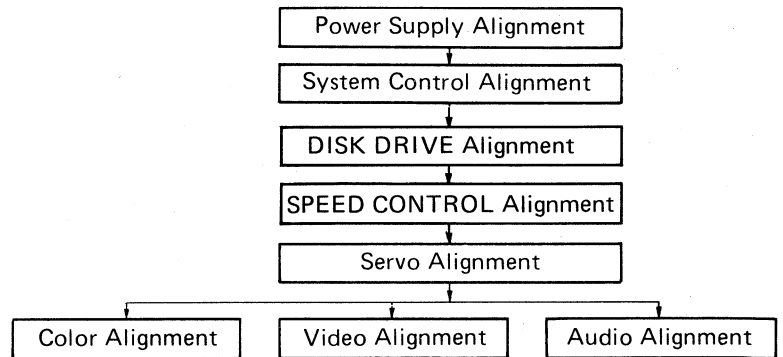 Power Supply Alignment
System Control Alignment
DISK DRIVE Alignment
SPEED CONTROL Alignment
Servo Alignment
Color Alignment
Video Alignment
Audio Alignment